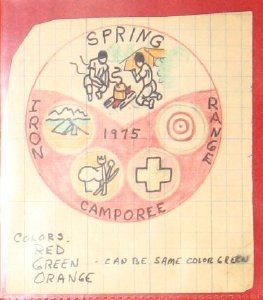 SPRING
IRON
RANGE
1975
CAMPOREE
COLORS.
RED
GREEN - CAN BE SAME COLOR GREEN
ORANGE